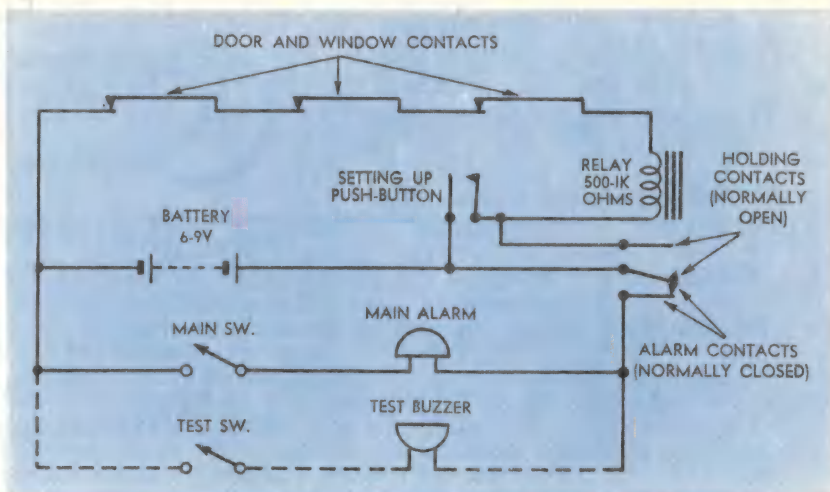 DOOR AND WINDOW CONTACTS
SETTING UP
PUSH-BUTTON
RELAY
500-1K
OHMS
HOLDING
CONTACTS
(NORMALLY
OPEN)
BATTERY
6-9V
MAIN SW.
MAIN ALARM
ALARM CONTACTS
(NORMALLY CLOSED)
TEST SW.
TEST BUZZER